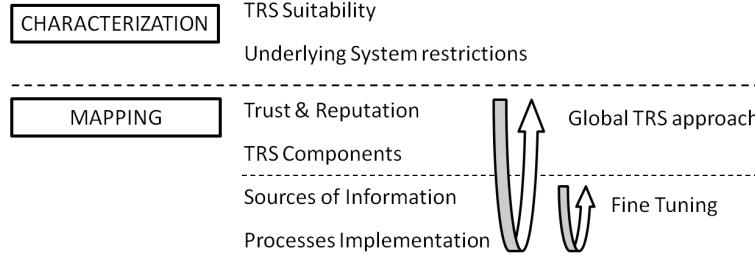 CHARACTERIZATION
TRS Suitability
Underlying System restrictions
MAPPING
Trust & Reputation
Global TRS approach
TRS Components
Sources of Information
Fine Tuning
Processes Implementation